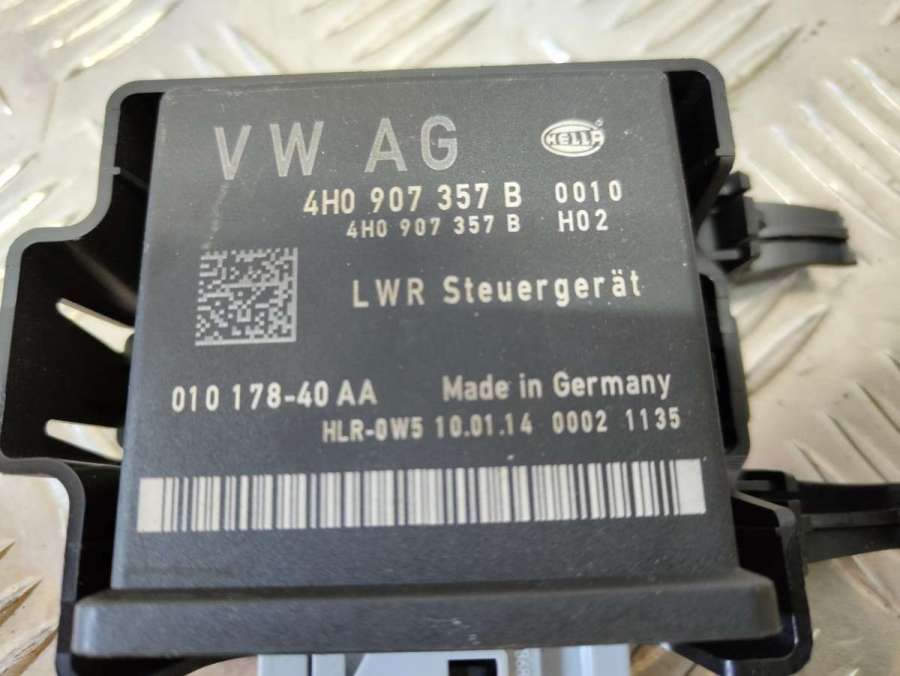 VW AG HELLA ®
4H0 907 357 B 0010
4H0 907 357 B H02
LWR Steuergerät
010 178-40 AA Made in Germany
HLR-0W5 10.01.14 0002 1135